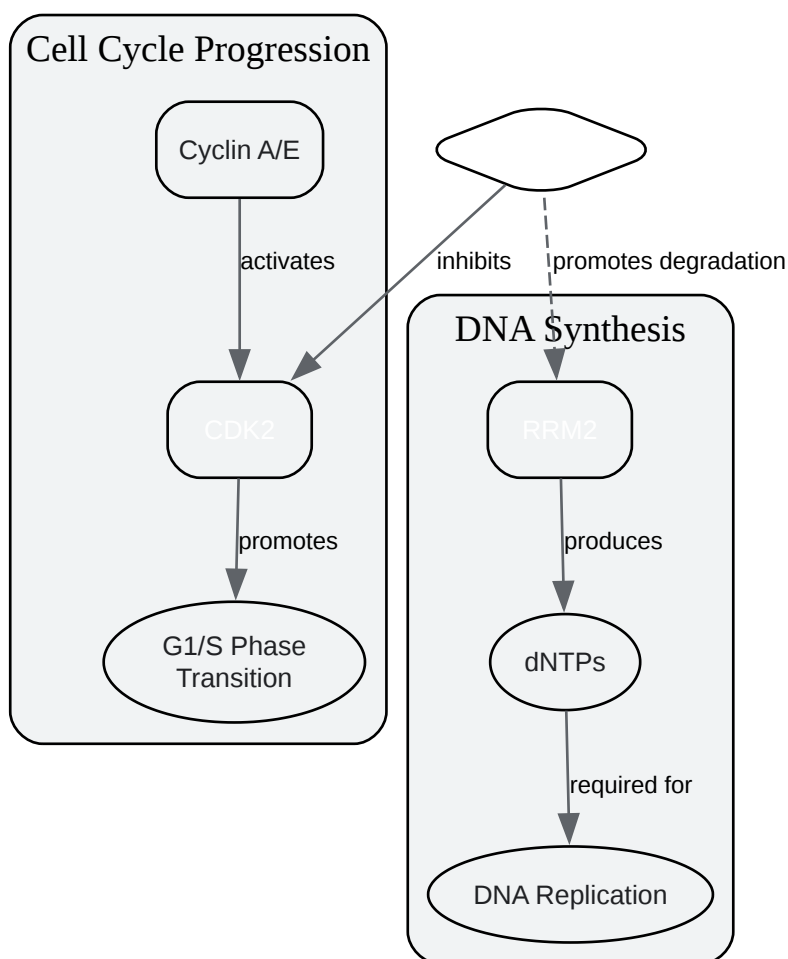 Cell Cycle Progression
Cyclin A/E
activates
inhibits
promotes degradation
DNA Synthesis
CDK2
RRM2
promotes
produces
G1/S Phase
Transition
dNTPs
required for
DNA Replication